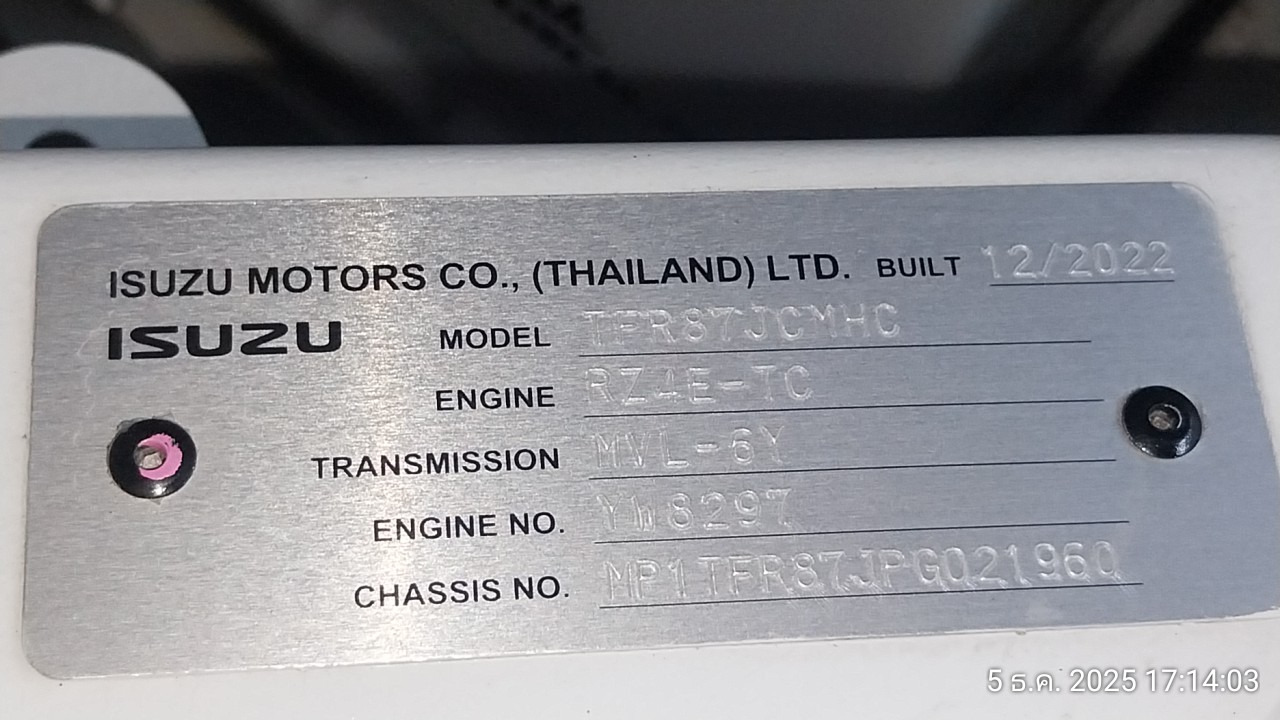 ISUZU MOTORS CO., (THAILAND) LTD. BUILT 12/2022
ISUZU MODEL TFR87JCMHC
ENGINE RZ4E-TC
TRANSMISSION MVL-6Y
ENGINE NO. YW8297
CHASSIS NO. MP1TFR87JPG021960
5 ธ.ค. 2025 17:14:03